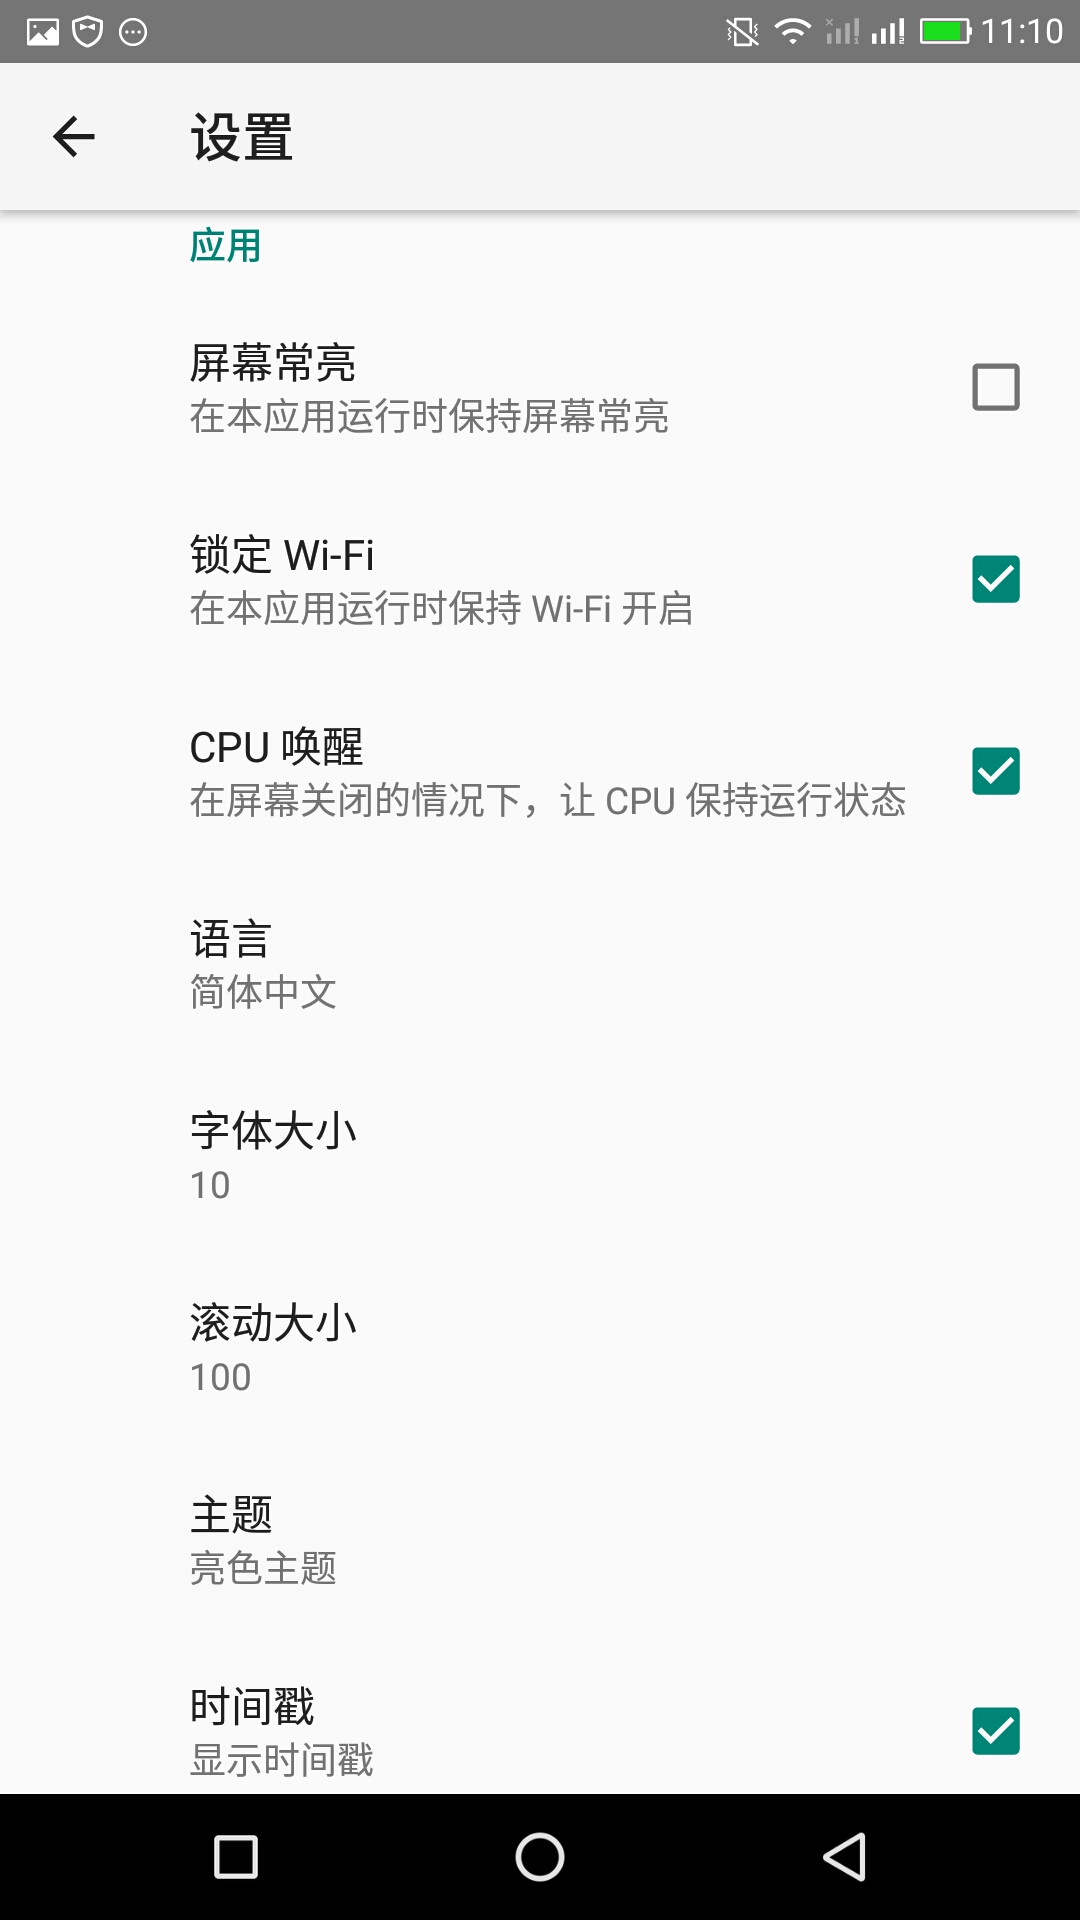 11:10
设置
应用
屏幕常亮
在本应用运行时保持屏幕常亮
锁定 Wi-Fi
在本应用运行时保持 Wi-Fi 开启
CPU 唤醒
在屏幕关闭的情况下，让 CPU 保持运行状态
语言
简体中文
字体大小
10
滚动大小
100
主题
亮色主题
时间戳
显示时间戳